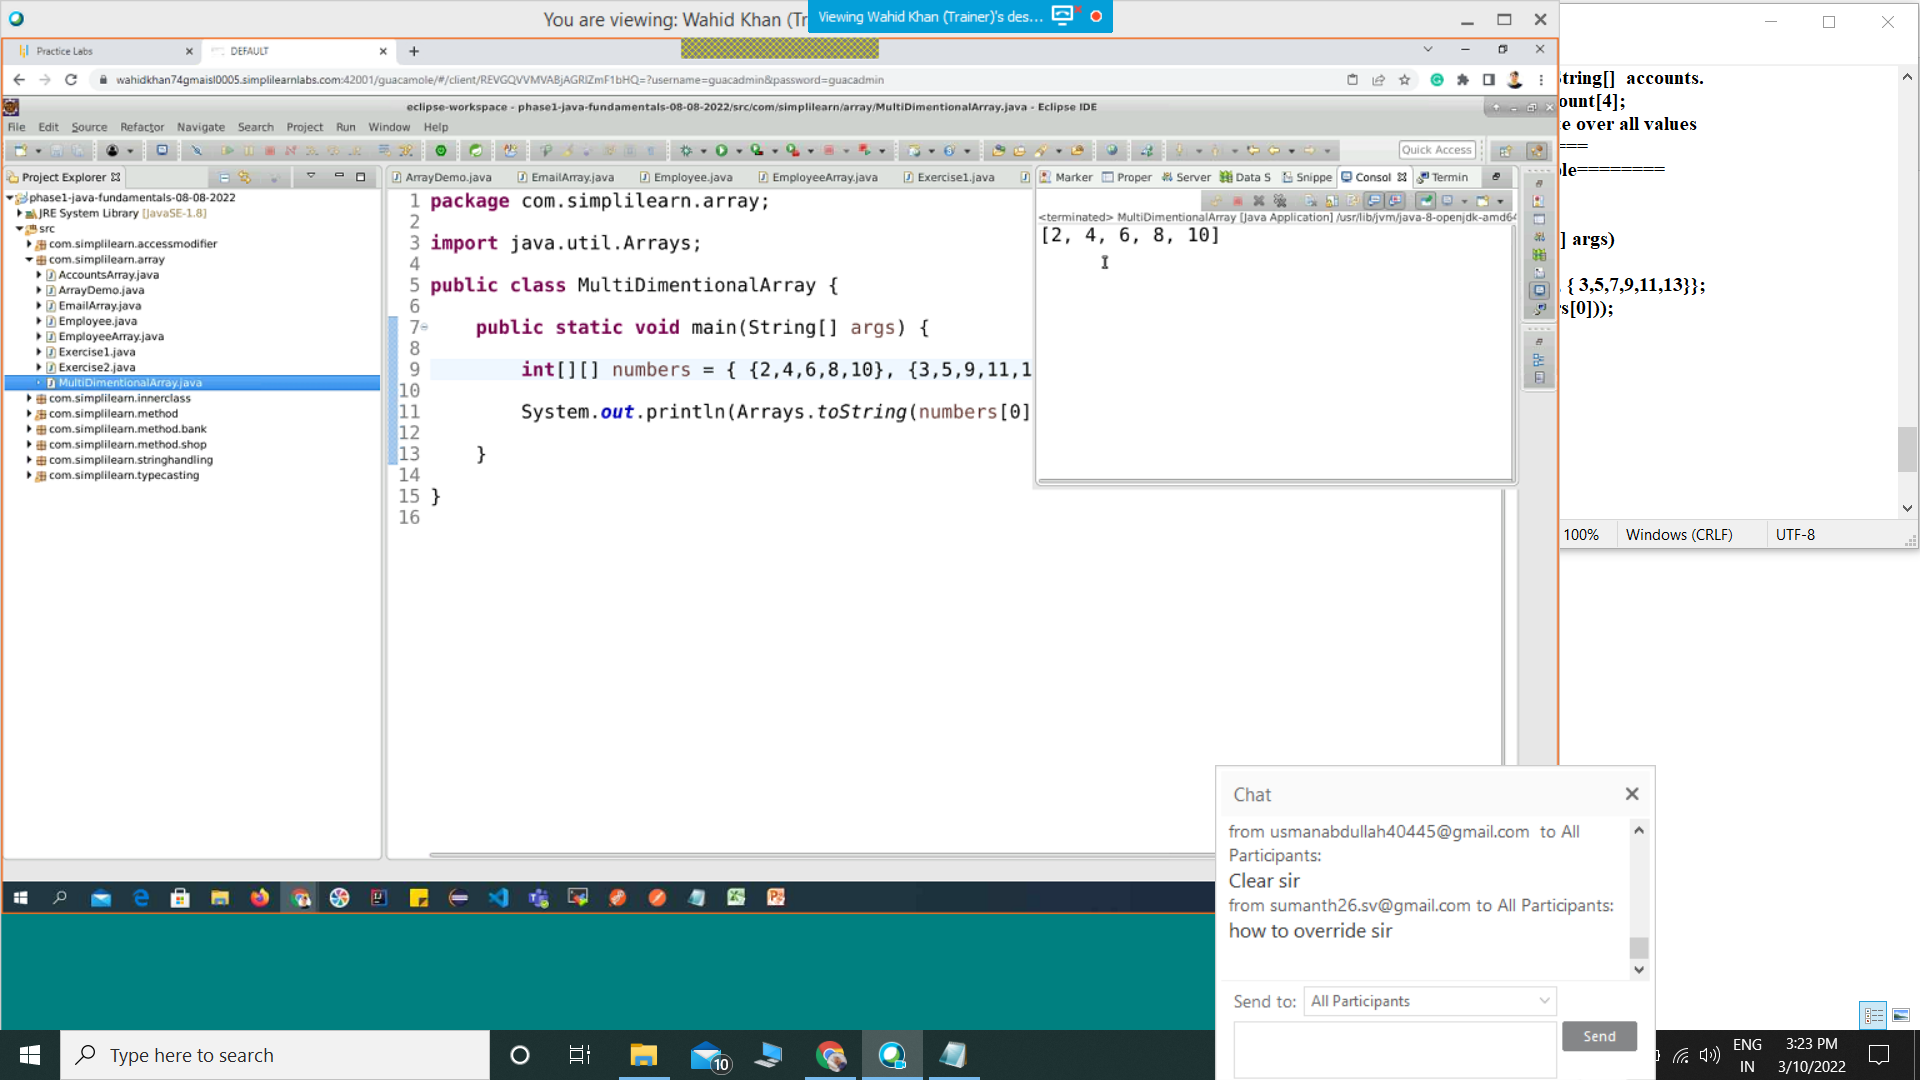 You are viewing: Wahid Khan (Tr
Viewing Wahid Khan (Trainer)'s des...
Practice Labs
DEFAULT
wahidkhan74gmaisl0005.simplilearnlabs.com:42001/guacamole/#/client/REVGQVVMVABjAGRlZmF1bHQ=?username=guacadmin&password=guacadmin
eclipse-workspace - phase1-java-fundamentals-08-08-2022/src/com/simplilearn/array/MultiDimentionalArray.java - Eclipse IDE
File Edit Source Refactor Navigate Search Project Run Window Help
Quick Access
Project Explorer
phase1-java-fundamentals-08-08-2022
JRE System Library [JavaSE-1.8]
src
com.simplilearn.accessmodifier
com.simplilearn.array
AccountsArray.java
ArrayDemo.java
EmailArray.java
Employee.java
EmployeeArray.java
Exercise1.java
Exercise2.java
MultiDimentionalArray.java
com.simplilearn.innerclass
com.simplilearn.method
com.simplilearn.method.bank
com.simplilearn.method.shop
com.simplilearn.stringhandling
com.simplilearn.typecasting
ArrayDemo.java EmailArray.java Employee.java EmployeeArray.java Exercise1.java
1 package com.simplilearn.array;
2
3 import java.util.Arrays;
4
5 public class MultiDimentionalArray {
6
7 public static void main(String[] args) {
8
9 int[][] numbers = { {2,4,6,8,10}, {3,5,9,11,1
10
11 System.out.println(Arrays.toString(numbers[0]
12
13 }
14
15 }
16
Marker Proper Server Data S Snippe Consol Termin
<terminated> MultiDimentionalArray [Java Application] /usr/lib/jvm/java-8-openjdk-amd64
[2, 4, 6, 8, 10]
tring[] accounts.
ount[4];
e over all values
===
le========
] args)
, { 3,5,7,9,11,13}};
s[0]));
100% Windows (CRLF) UTF-8
Chat
from usmanabdullah40445@gmail.com to All
Participants:
Clear sir
from sumanth26.sv@gmail.com to All Participants:
how to override sir
Send to: All Participants
Send
Type here to search
10
ENG
IN
3:23 PM
3/10/2022